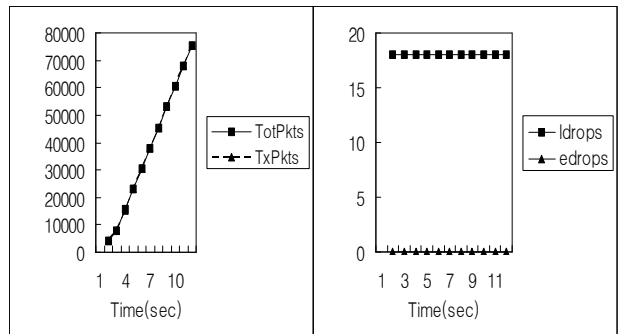 80000
70000
60000
50000
40000
30000
20000
10000
0
1 4 7 10
Time(sec)
TotPkts
TxPkts
20
15
10
5
0
1 3 5 7 9 11
Time(sec)
ldrops
edrops